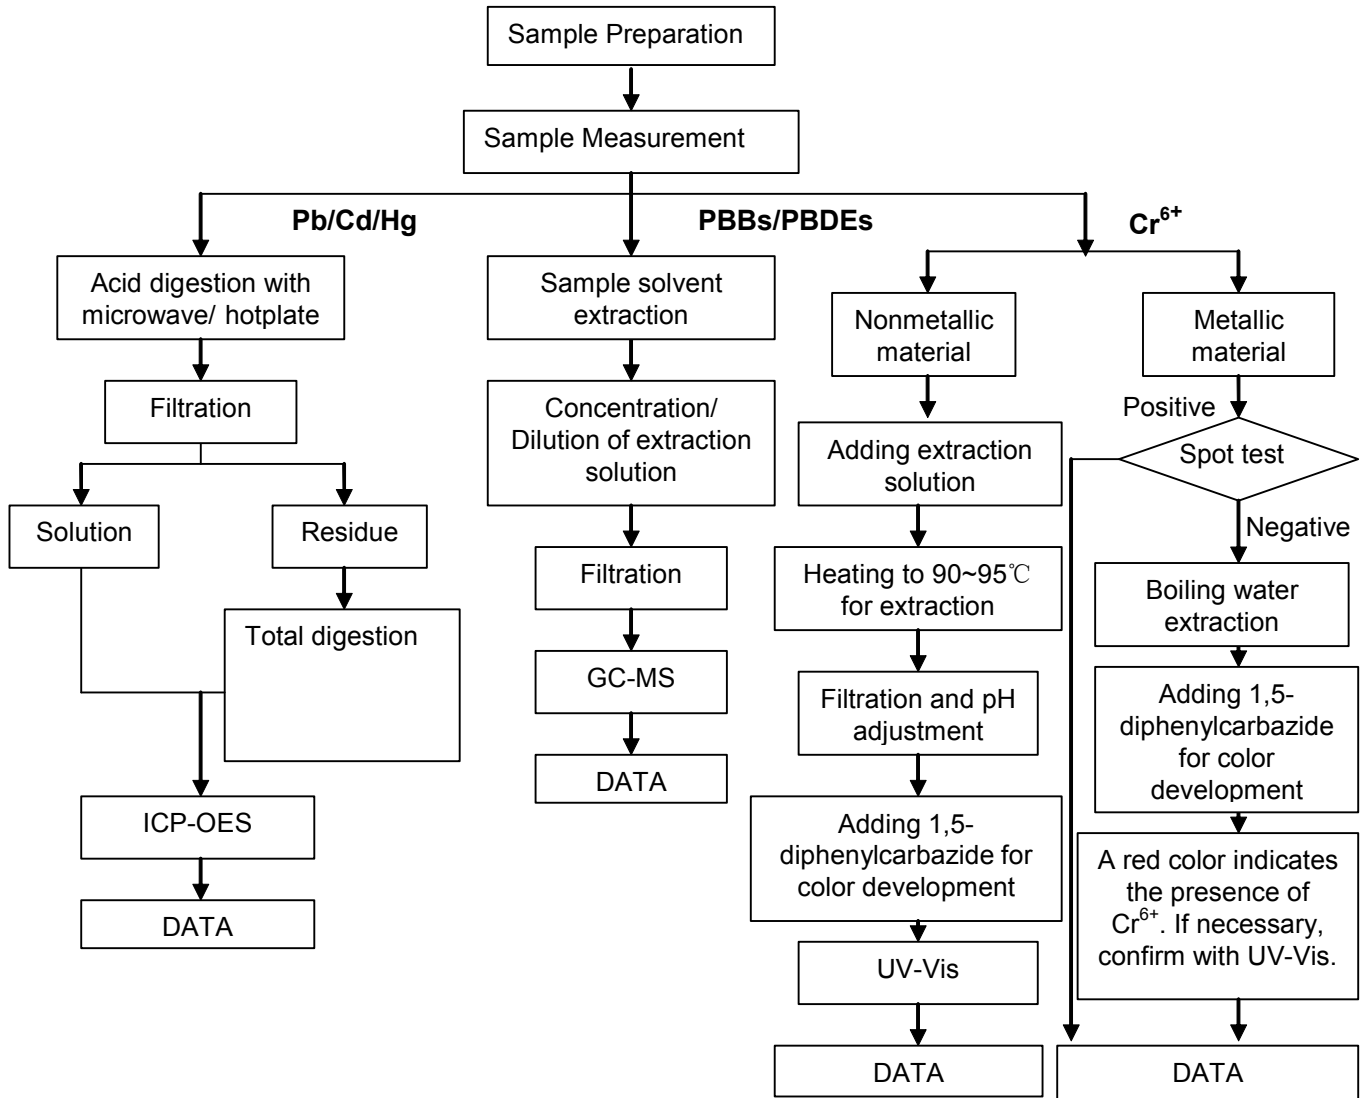 Sample Preparation
Sample Measurement
Pb/Cd/Hg
PBBs/PBDEs
Cr⁶⁺
Acid digestion with
microwave/ hotplate
Filtration
Solution
Residue
Total digestion
ICP-OES
DATA
Sample solvent
extraction
Concentration/
Dilution of extraction
solution
Filtration
GC-MS
DATA
Nonmetallic
material
Adding extraction
solution
Heating to 90~95℃
for extraction
Filtration and pH
adjustment
Adding 1,5-
diphenylcarbazide for
color development
UV-Vis
DATA
Metallic
material
Positive
Spot test
Negative
Boiling water
extraction
Adding 1,5-
diphenylcarbazide
for color
development
A red color indicates
the presence of
Cr⁶⁺. If necessary,
confirm with UV-Vis.
DATA